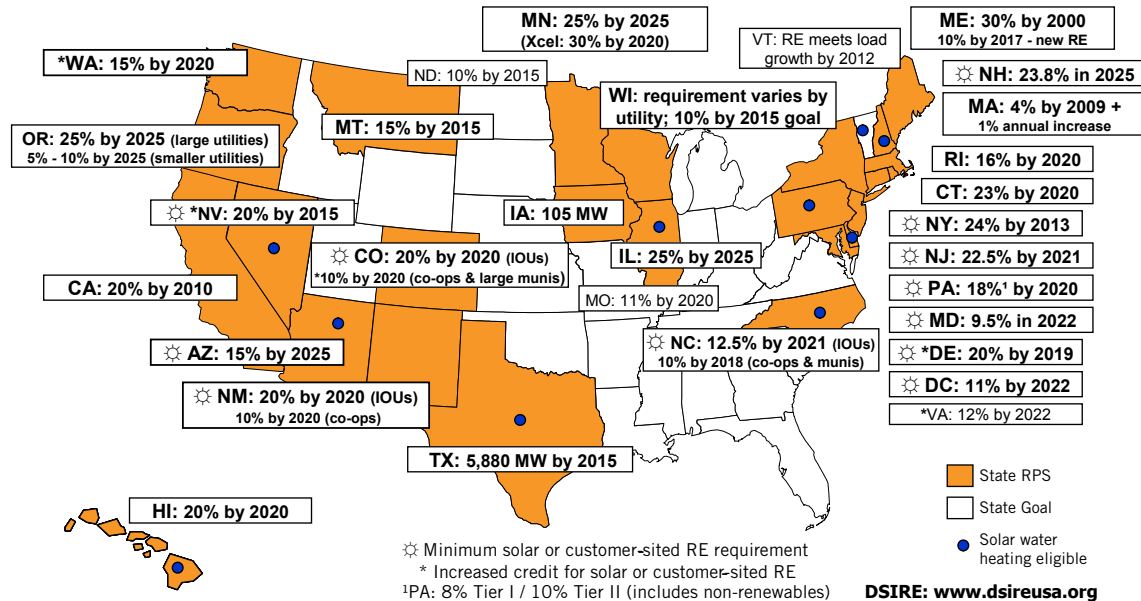 MN: 25% by 2025
(Xcel: 30% by 2020)
ME: 30% by 2000
10% by 2017 - new RE
VT: RE meets load
growth by 2012
*WA: 15% by 2020
ND: 10% by 2015
☼ NH: 23.8% in 2025
WI: requirement varies by
utility; 10% by 2015 goal
MA: 4% by 2009 +
1% annual increase
OR: 25% by 2025 (large utilities)
5% - 10% by 2025 (smaller utilities)
MT: 15% by 2015
RI: 16% by 2020
CT: 23% by 2020
☼ *NV: 20% by 2015
IA: 105 MW
☼ NY: 24% by 2013
☼ CO: 20% by 2020 (IOUs)
*10% by 2020 (co-ops & large munis)
IL: 25% by 2025
☼ NJ: 22.5% by 2021
CA: 20% by 2010
MO: 11% by 2020
☼ PA: 18%¹ by 2020
☼ MD: 9.5% in 2022
☼ AZ: 15% by 2025
☼ NC: 12.5% by 2021 (IOUs)
10% by 2018 (co-ops & munis)
☼ *DE: 20% by 2019
☼ NM: 20% by 2020 (IOUs)
10% by 2020 (co-ops)
☼ DC: 11% by 2022
*VA: 12% by 2022
TX: 5,880 MW by 2015
HI: 20% by 2020
State RPS
State Goal
Solar water
heating eligible
☼ Minimum solar or customer-sited RE requirement
* Increased credit for solar or customer-sited RE
¹PA: 8% Tier I / 10% Tier II (includes non-renewables)
DSIRE: www.dsireusa.org